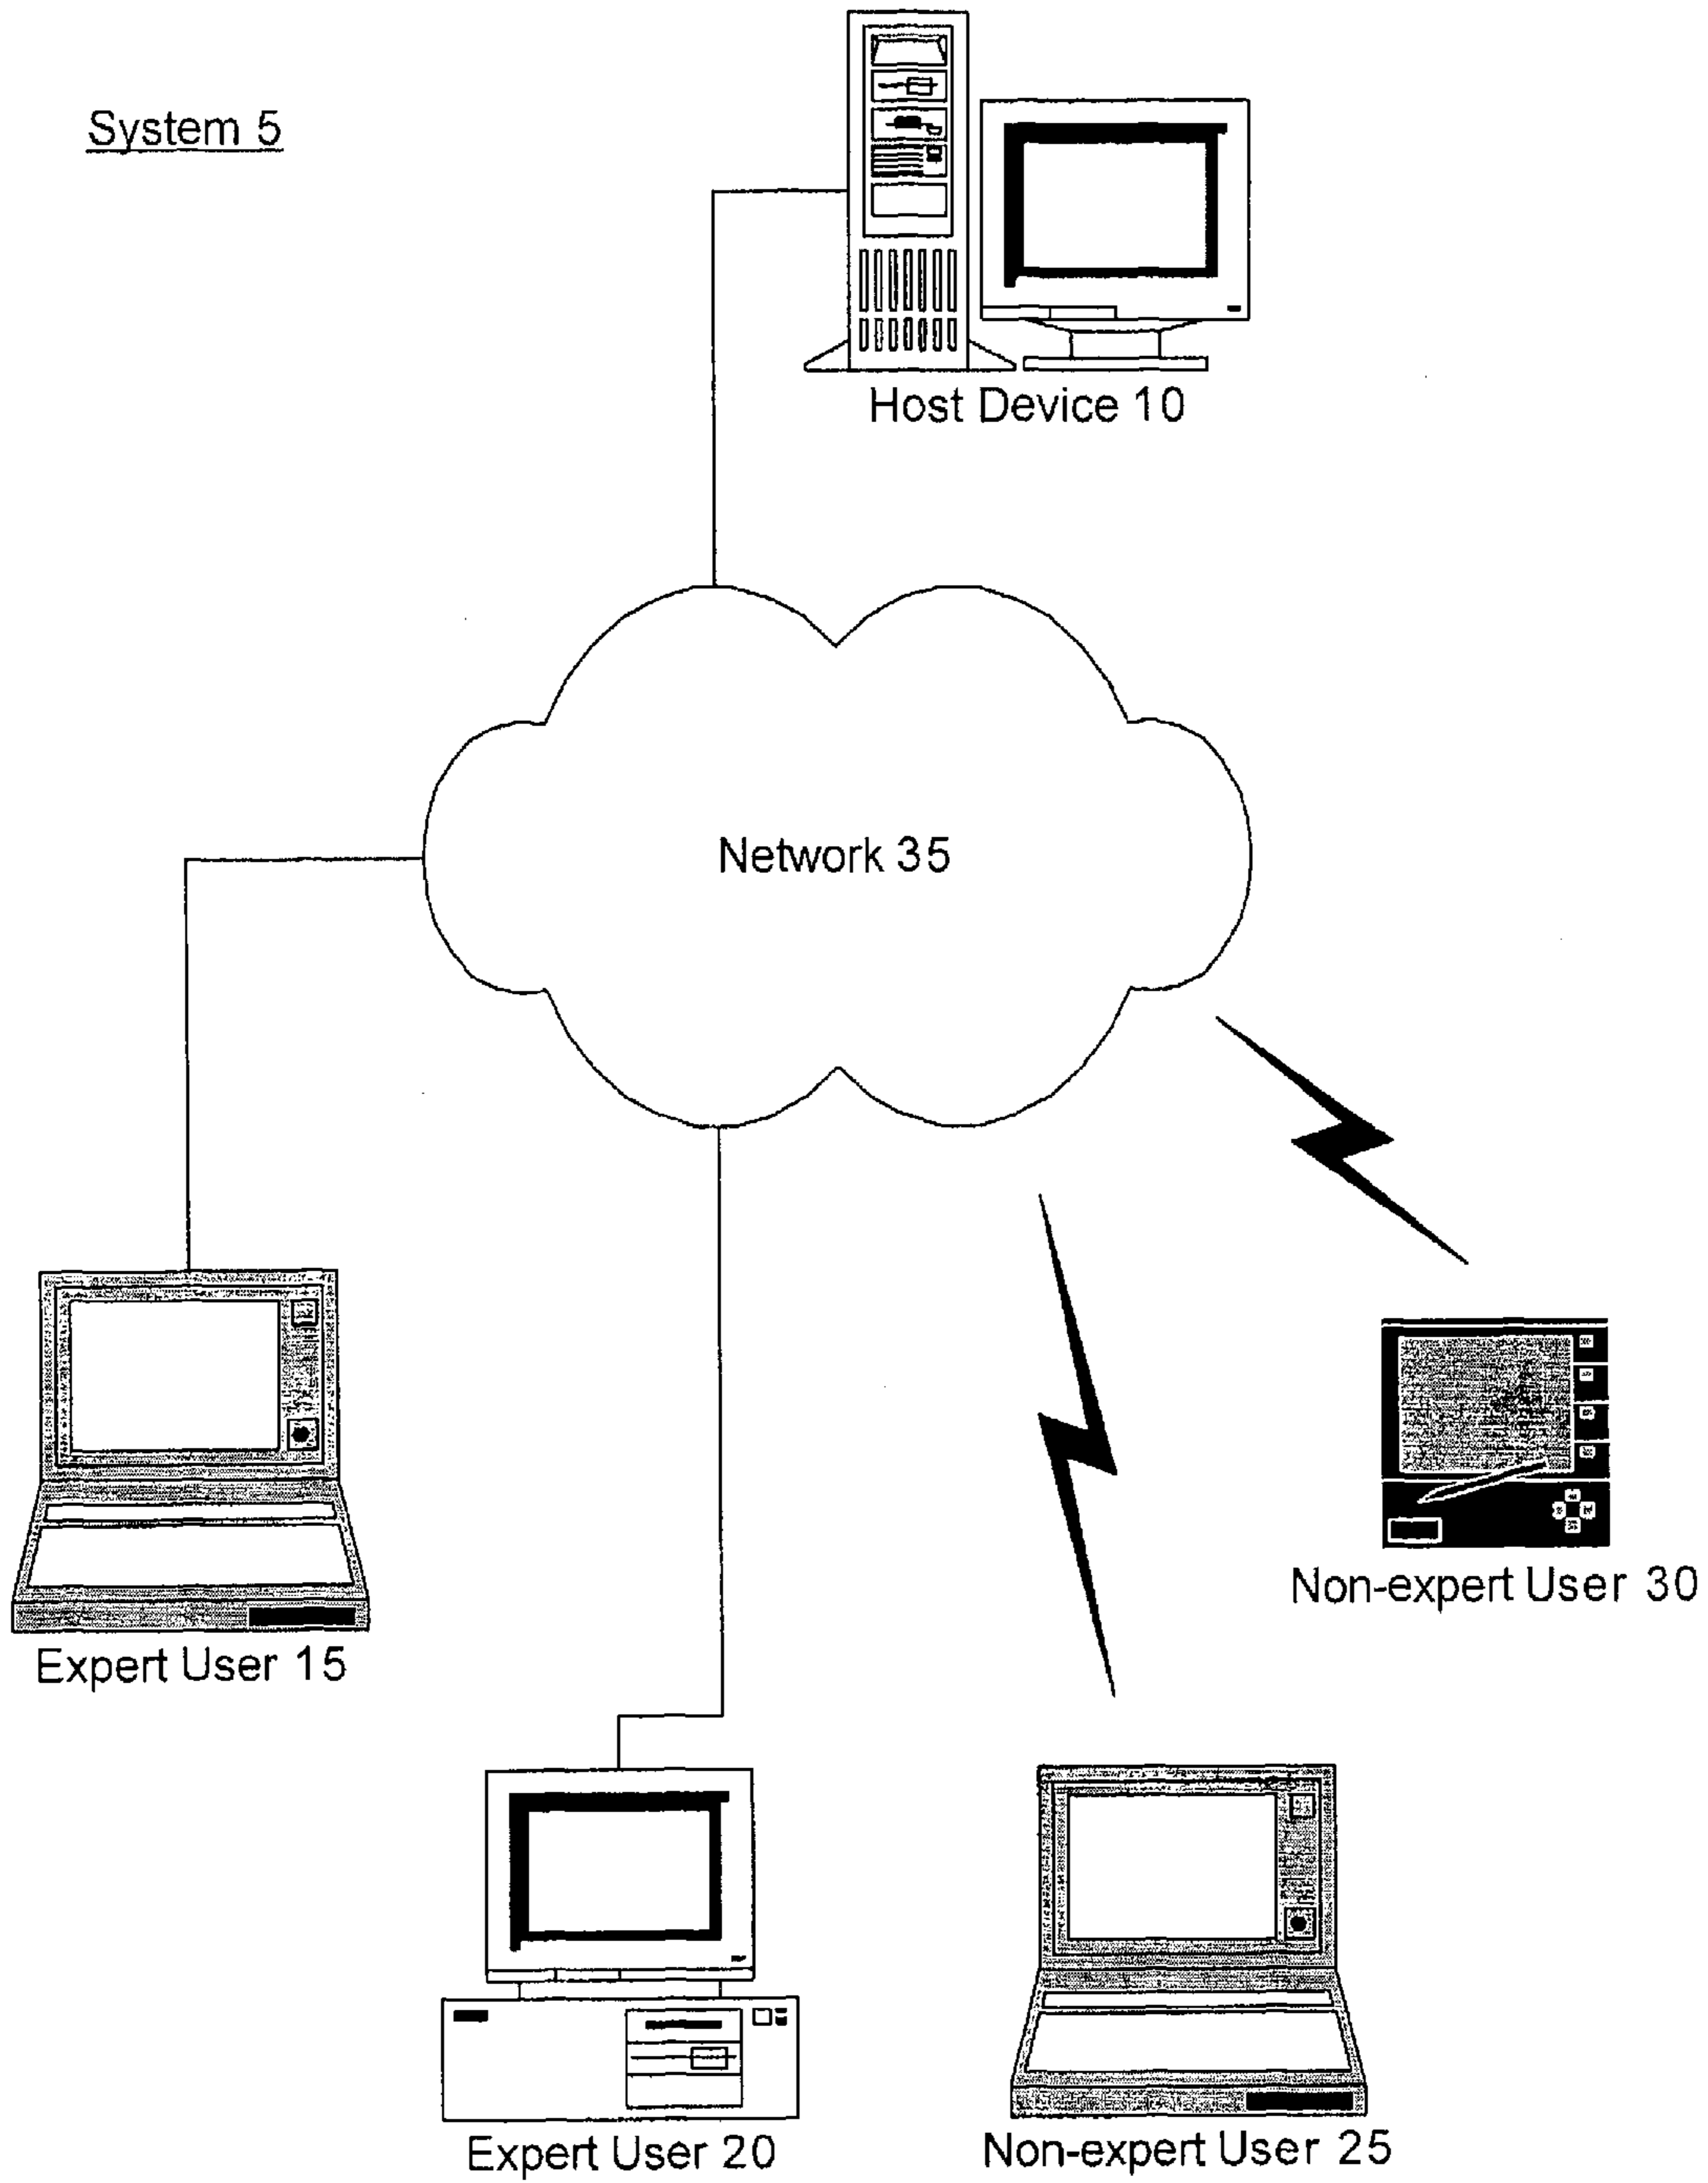 System 5
Host Device 10
Network 35
Non-expert User 30
Expert User 15
Expert User 20
Non-expert User 25